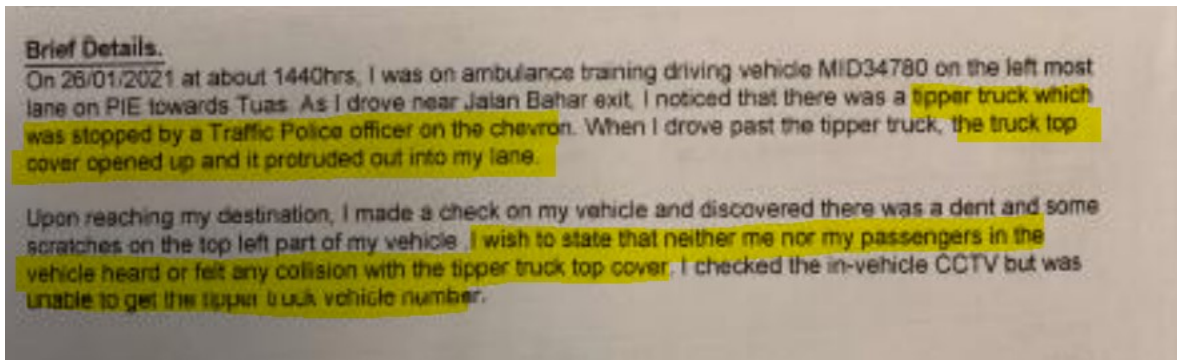 Brief Details.
On 26/01/2021 at about 1440hrs, I was on ambulance training driving vehicle MID34780 on the left most
lane on PIE towards Tuas. As I drove near Jalan Bahar exit, I noticed that there was a tipper truck which
was stopped by a Traffic Police officer on the chevron. When I drove past the tipper truck, the truck top
cover opened up and it protruded out into my lane.
Upon reaching my destination, I made a check on my vehicle and discovered there was a dent and some
scratches on the top left part of my vehicle. I wish to state that neither me nor my passengers in the
vehicle heard or felt any collision with the tipper truck top cover. I checked the in-vehicle CCTV but was
unable to get the tipper truck vehicle number.